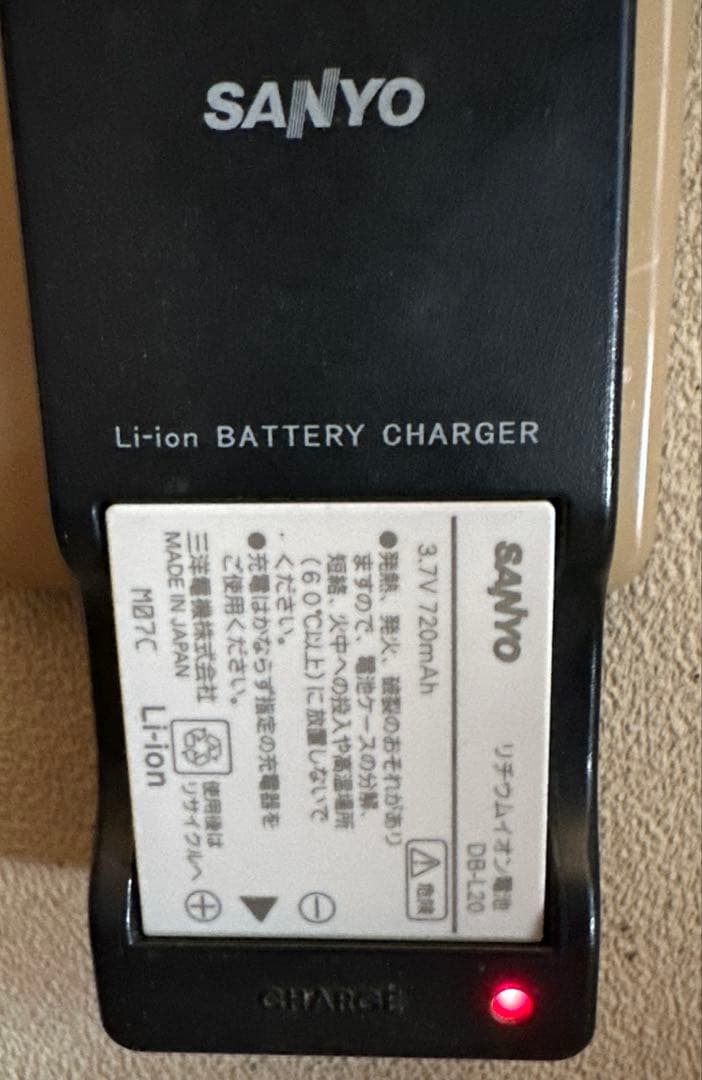 SANYO
Li-ion BATTERY CHARGER
SANYO
リチウムイオン電池
DB-L20
3.7V 720mAh
危険
●発熱、発火、破裂のおそれがあり
ますので、電池ケースの分解、
短絡、火中への投入や高温場所
(60℃以上)に放置しないで
ください。
●充電はかならず指定の充電器を
ご使用ください。
三洋電機株式会社
MADE IN JAPAN
M07C
使用後は
リサイクルへ
Li-ion
CHARGE